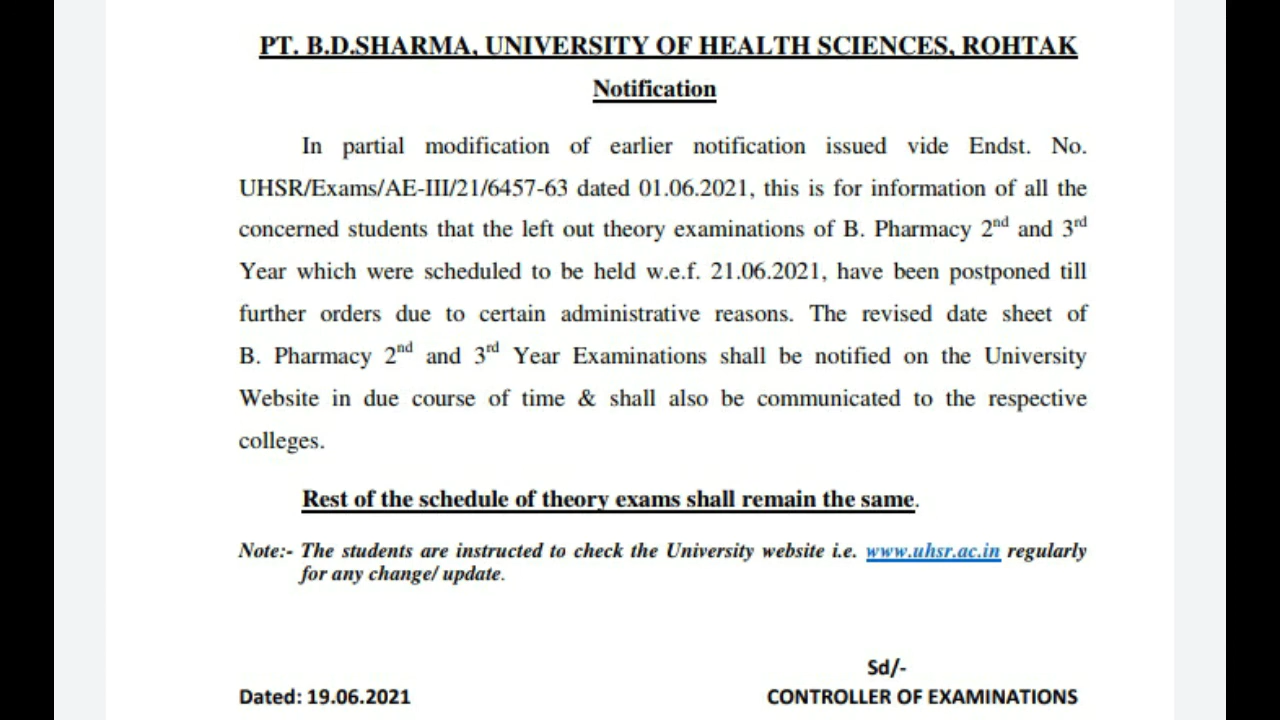 PT. B.D.SHARMA, UNIVERSITY OF HEALTH SCIENCES, ROHTAK
Notification
In partial modification of earlier notification issued vide Endst. No.
UHSR/Exams/AE-III/21/6457-63 dated 01.06.2021, this is for information of all the
concerned students that the left out theory examinations of B. Pharmacy 2nd and 3rd
Year which were scheduled to be held w.e.f. 21.06.2021, have been postponed till
further orders due to certain administrative reasons. The revised date sheet of
B. Pharmacy 2nd and 3rd Year Examinations shall be notified on the University
Website in due course of time & shall also be communicated to the respective
colleges.
Rest of the schedule of theory exams shall remain the same.
Note:- The students are instructed to check the University website i.e. www.uhsr.ac.in regularly
for any change/ update.
Sd/-
Dated: 19.06.2021 CONTROLLER OF EXAMINATIONS